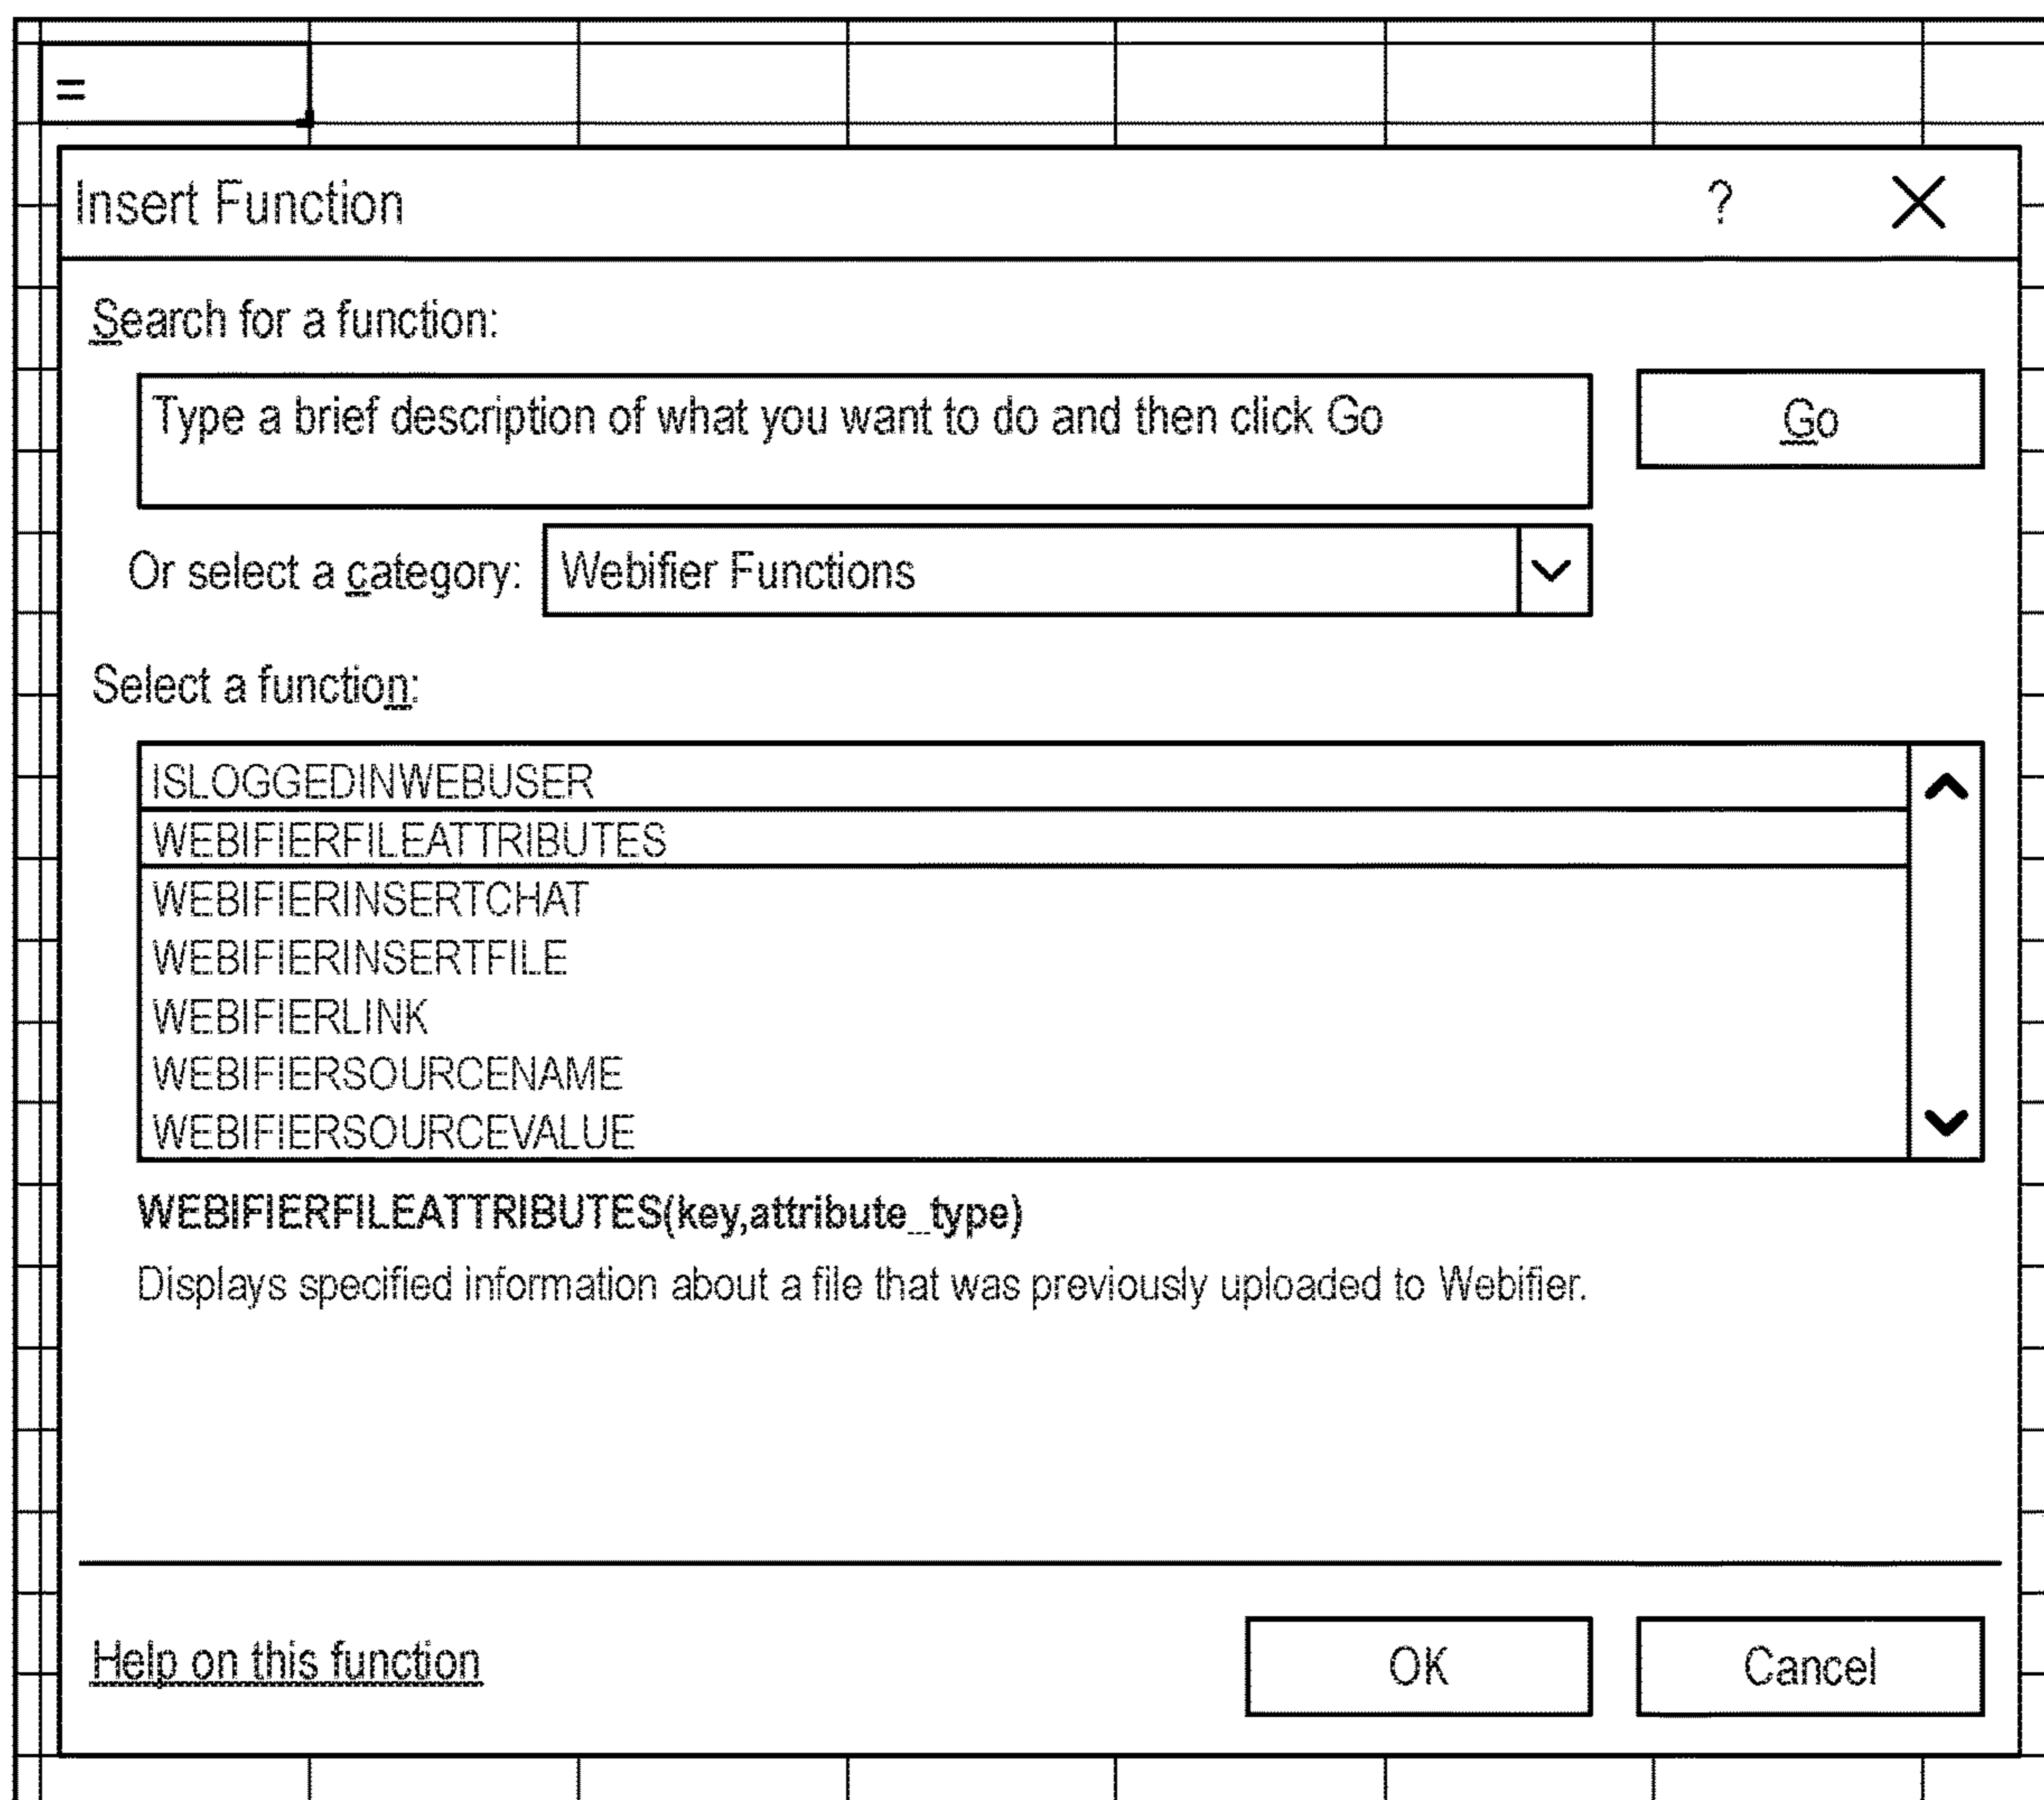 =
Insert Function ?
Search for a function:
Type a brief description of what you want to do and then click Go
Go
Or select a category: Webifier Functions
Select a function:
ISLOGGEDINWEBUSER
WEBIFIERFILEATTRIBUTES
WEBIFIERINSERTCHAT
WEBIFIERINSERTFILE
WEBIFIERLINK
WEBIFIERSOURCENAME
WEBIFIERSOURCEVALUE
WEBIFIERFILEATTRIBUTES(key,attribute_type)
Displays specified information about a file that was previously uploaded to Webifier.
Help on this function
OK
Cancel